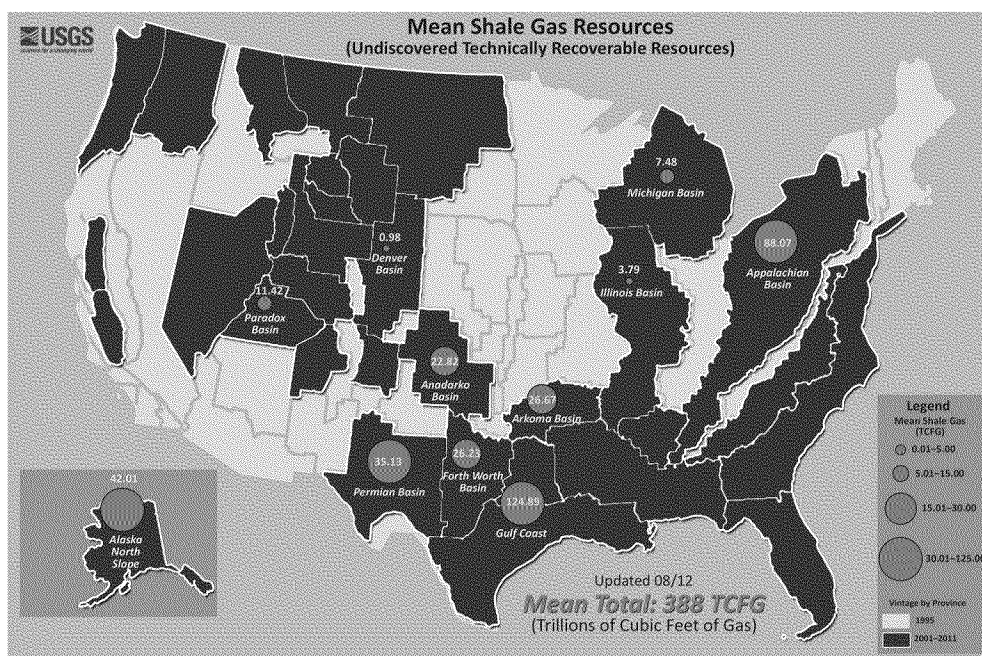 USGS
Mean Shale Gas Resources
(Undiscovered Technically Recoverable Resources)
7.48
Michigan Basin
88.07
Appalachian
Basin
0.98
Denver
Basin
3.79
Illinois Basin
11.42
Paradox
Basin
22.82
Anadarko
Basin
26.67
Arkoma Basin
35.13
Permian Basin
26.23
Forth Worth
Basin
124.89
Gulf Coast
42.01
Alaska
North
Slope
Legend
Mean Shale Gas
(TCFG)
0.01–5.00
5.01–15.00
15.01–30.00
30.01–125.00
Vintage by Province
1995
2001–2011
Updated 08/12
Mean Total: 388 TCFG
(Trillions of Cubic Feet of Gas)